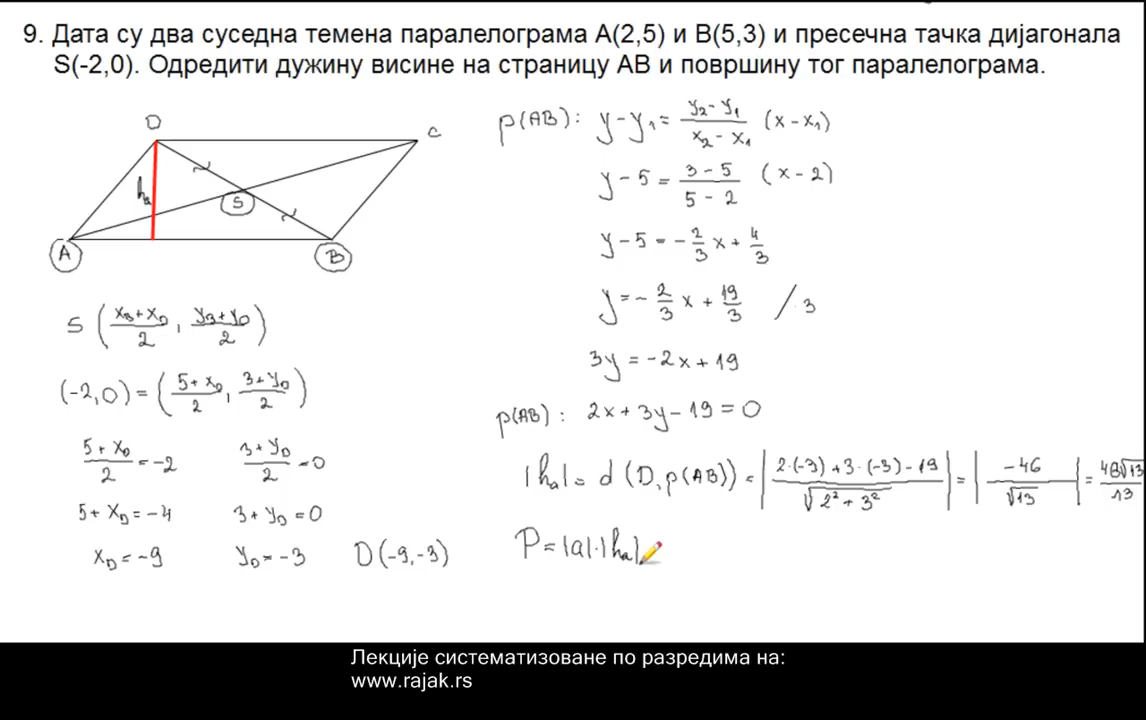 9. Дата су два суседна темена паралелограма A(2,5) и B(5,3) и пресечна тачка дијагонала
S(-2,0). Одредити дужину висине на страницу AB и површину тог паралелограма.
D
C
hₐ
S
A
B
S ((x_B+x_D)/2, (y_B+y_D)/2)
(-2,0) = ((5+x_D)/2, (3+y_D)/2)
(5+x_D)/2 = -2 (3+y_D)/2 = 0
5+x_D = -4 3+y_D = 0
x_D = -9 y_D = -3 D(-9,-3)
p(AB): y-y₁ = (y₂-y₁)/(x₂-x₁) (x-x₁)
y-5 = (3-5)/(5-2) (x-2)
y-5 = -2/3 x + 4/3
y = -2/3 x + 19/3 /·3
3y = -2x+19
p(AB): 2x+3y-19=0
|hₐ| = d(D,p(AB)) = |(2·(-3)+3·(-3)-19)/√(2²+3²)| = |-46/√13| = 46√13/13
P = |a|·|hₐ|
Лекције систематизоване по разредима на:
www.rajak.rs